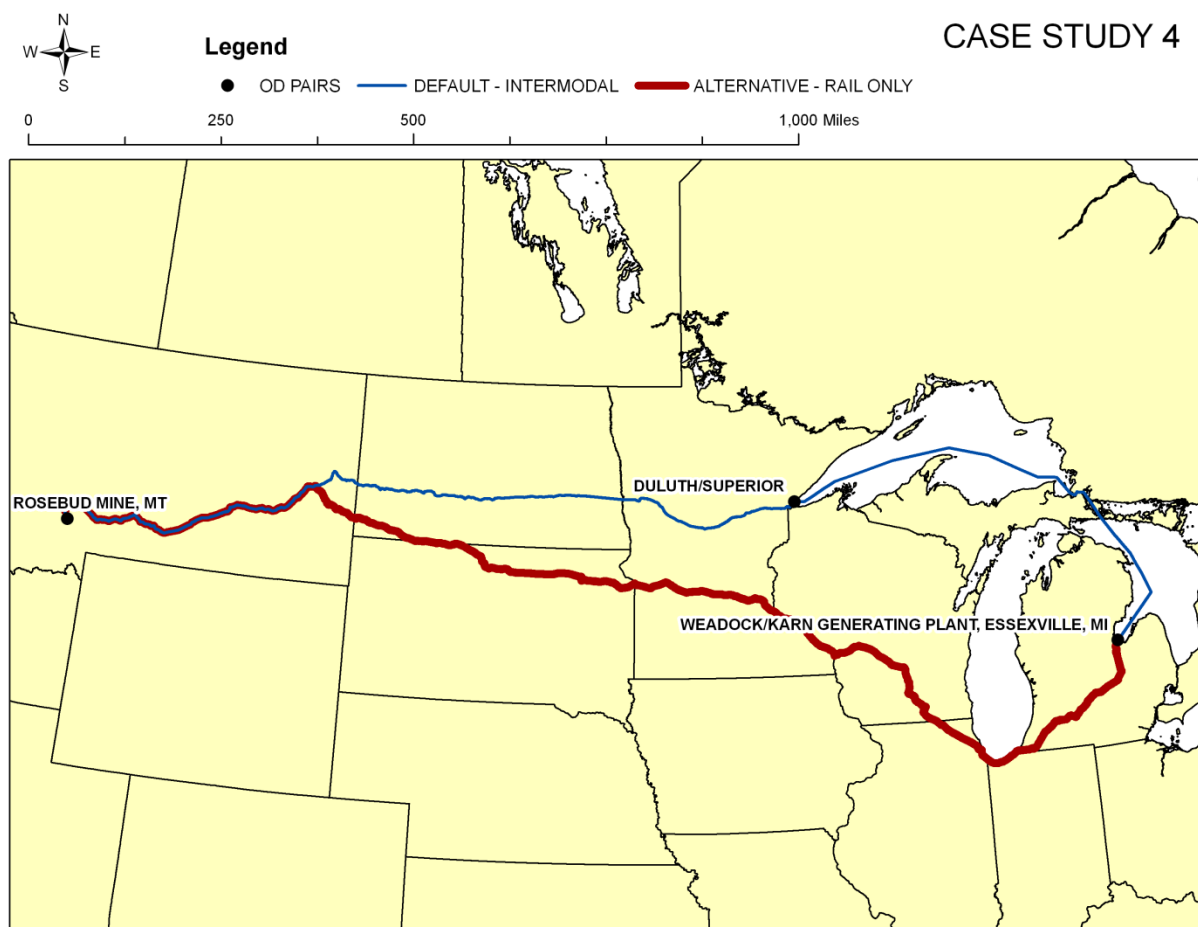 N
W E
S
Legend
CASE STUDY 4
OD PAIRS DEFAULT - INTERMODAL ALTERNATIVE - RAIL ONLY
0 250 500 1,000 Miles
DULUTH/SUPERIOR
ROSEBUD MINE, MT
WEADOCK/KARN GENERATING PLANT, ESSEXVILLE, MI